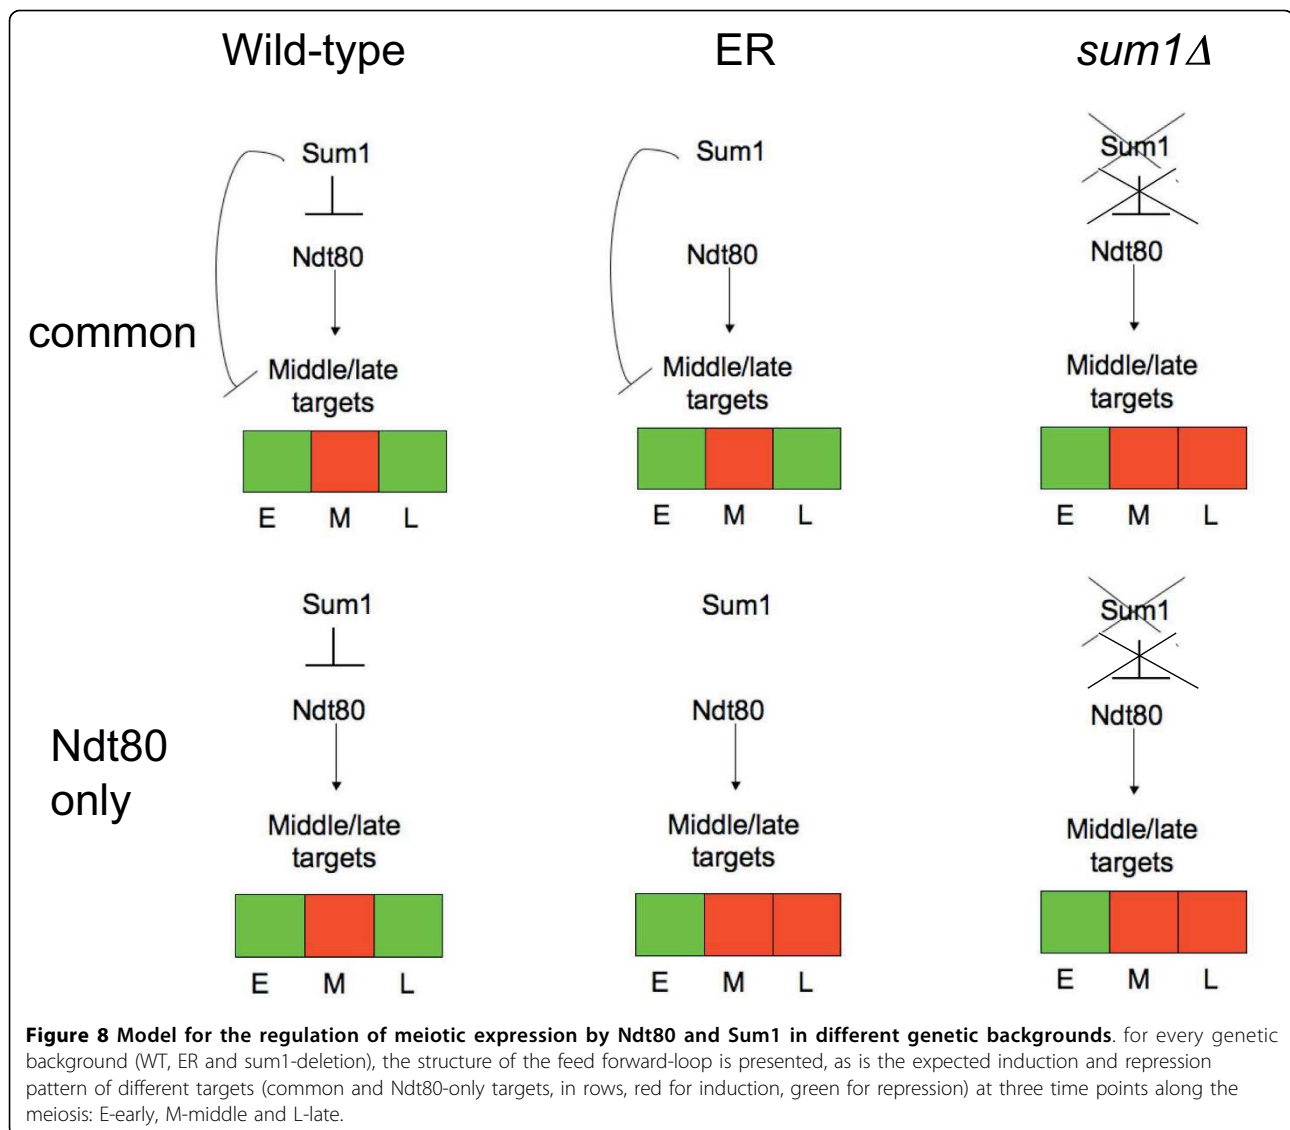 Wild-type
ER
sum1Δ
common
Sum1
Ndt80
Middle/late
targets
E M L
Sum1
Ndt80
Middle/late
targets
E M L
Sum1
Ndt80
Middle/late
targets
E M L
Ndt80
only
Sum1
Ndt80
Middle/late
targets
E M L
Sum1
Ndt80
Middle/late
targets
E M L
Sum1
Ndt80
Middle/late
targets
E M L
Figure 8 Model for the regulation of meiotic expression by Ndt80 and Sum1 in different genetic backgrounds. for every genetic
background (WT, ER and sum1-deletion), the structure of the feed forward-loop is presented, as is the expected induction and repression
pattern of different targets (common and Ndt80-only targets, in rows, red for induction, green for repression) at three time points along the
meiosis: E-early, M-middle and L-late.